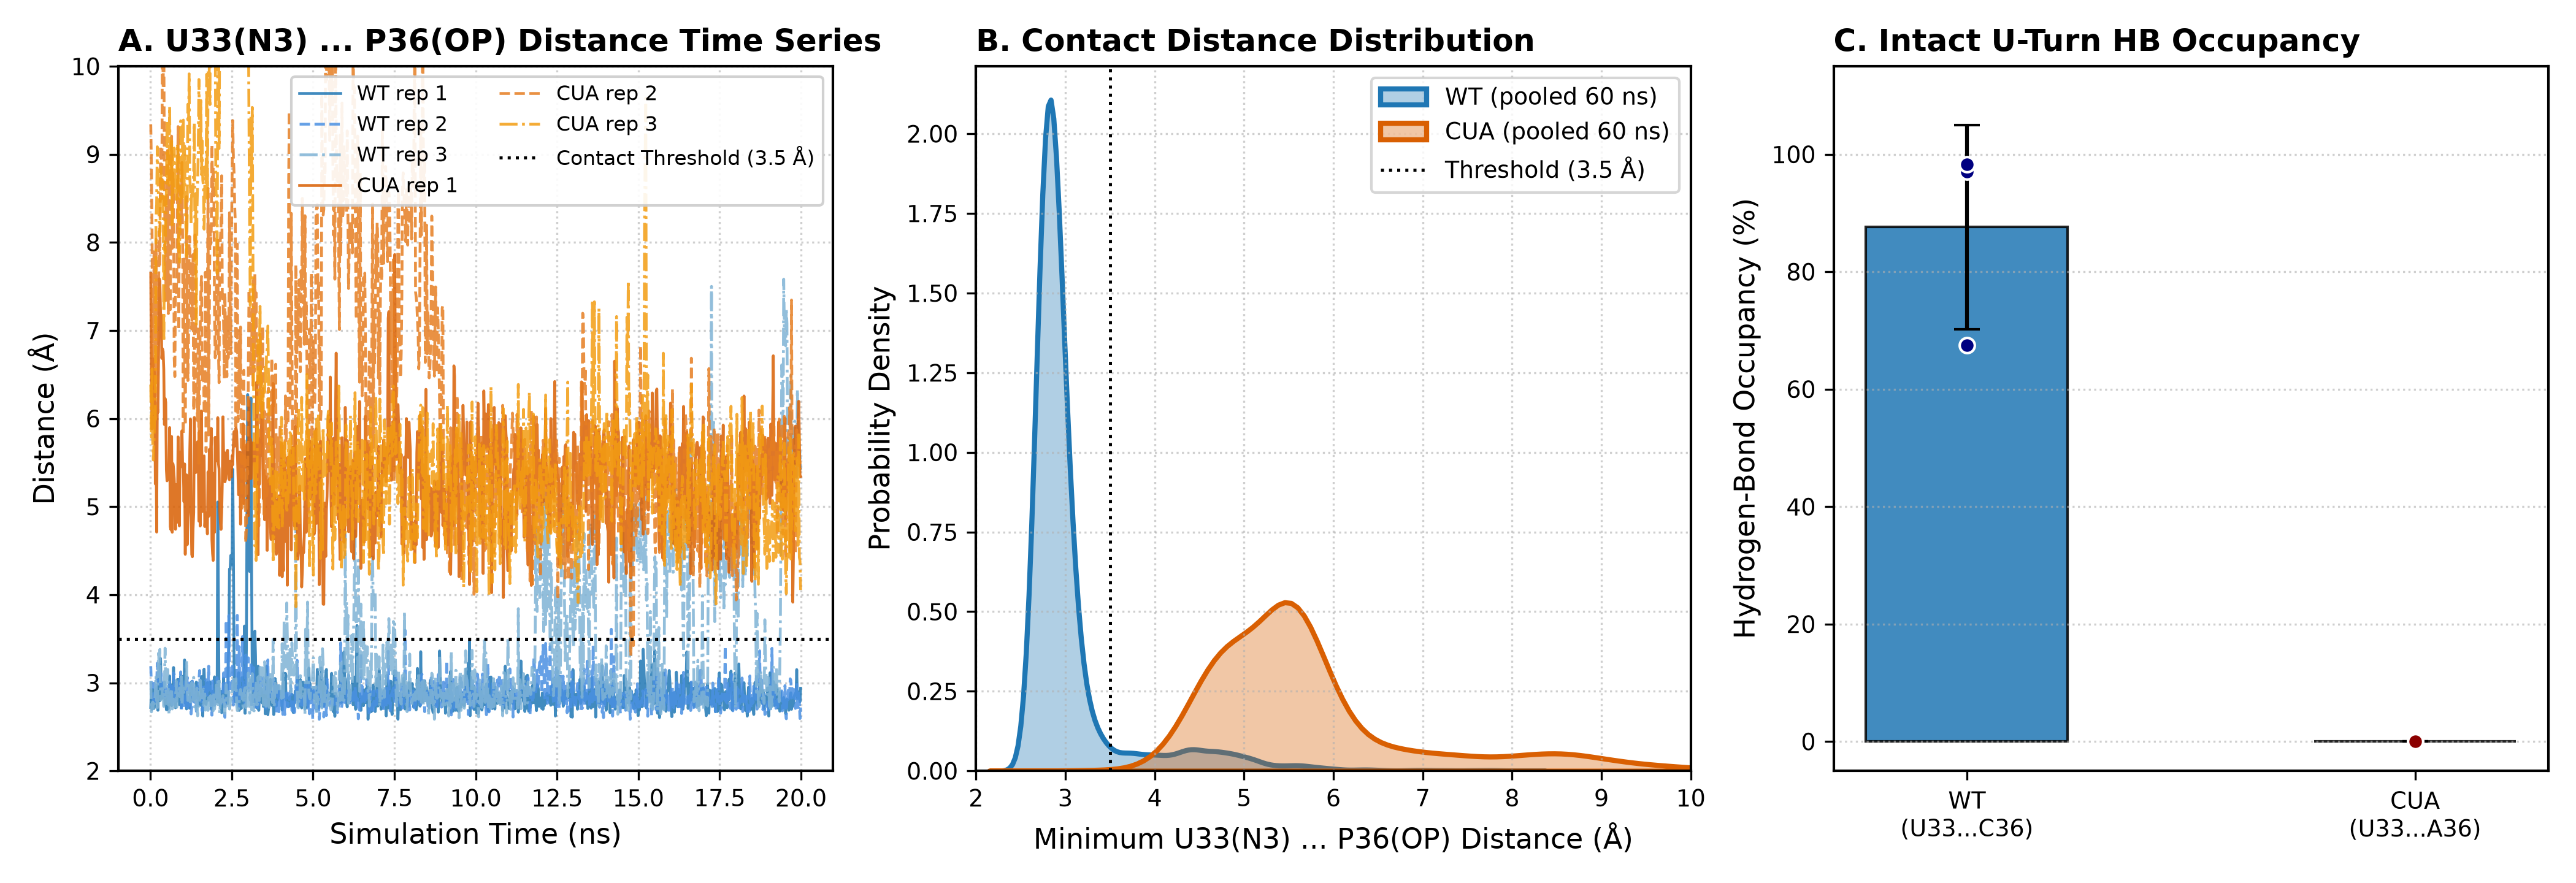 A. U33(N3) ... P36(OP) Distance Time Series
10
9
8
7
6
5
4
3
2
Distance (Å)
WT rep 1
WT rep 2
WT rep 3
CUA rep 1
CUA rep 2
CUA rep 3
Contact Threshold (3.5 Å)
0.0 2.5 5.0 7.5 10.0 12.5 15.0 17.5 20.0
Simulation Time (ns)
B. Contact Distance Distribution
2.00
1.75
1.50
1.25
1.00
0.75
0.50
0.25
0.00
Probability Density
WT (pooled 60 ns)
CUA (pooled 60 ns)
Threshold (3.5 Å)
2 3 4 5 6 7 8 9 10
Minimum U33(N3) ... P36(OP) Distance (Å)
C. Intact U-Turn HB Occupancy
100
80
60
40
20
0
Hydrogen-Bond Occupancy (%)
WT
(U33...C36)
CUA
(U33...A36)